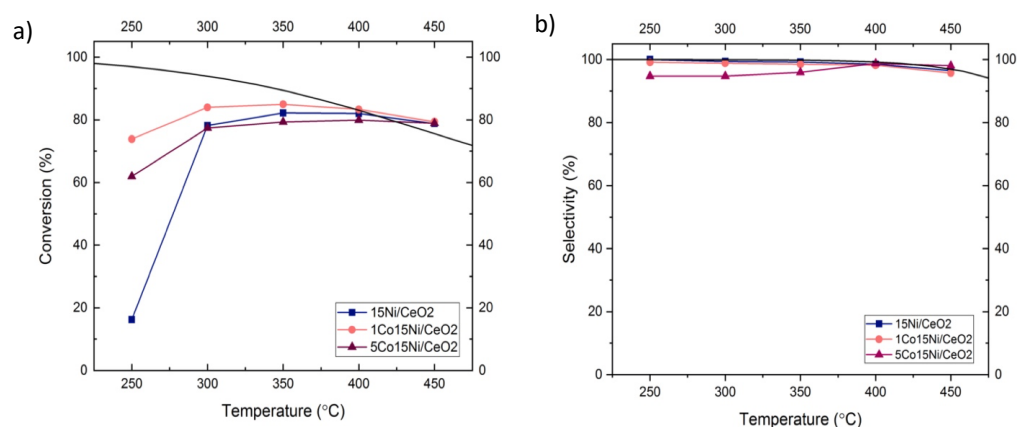 a)
250 300 350 400 450
100 100
80 80
60 60
40 40
20 20
0 0
Conversion (%)
15Ni/CeO2
1Co15Ni/CeO2
5Co15Ni/CeO2
250 300 350 400 450
Temperature (°C)
b)
250 300 350 400 450
100 100
80 80
60 60
40 40
20 20
0 0
Selectivity (%)
15Ni/CeO2
1Co15Ni/CeO2
5Co15Ni/CeO2
250 300 350 400 450
Temperature (°C)